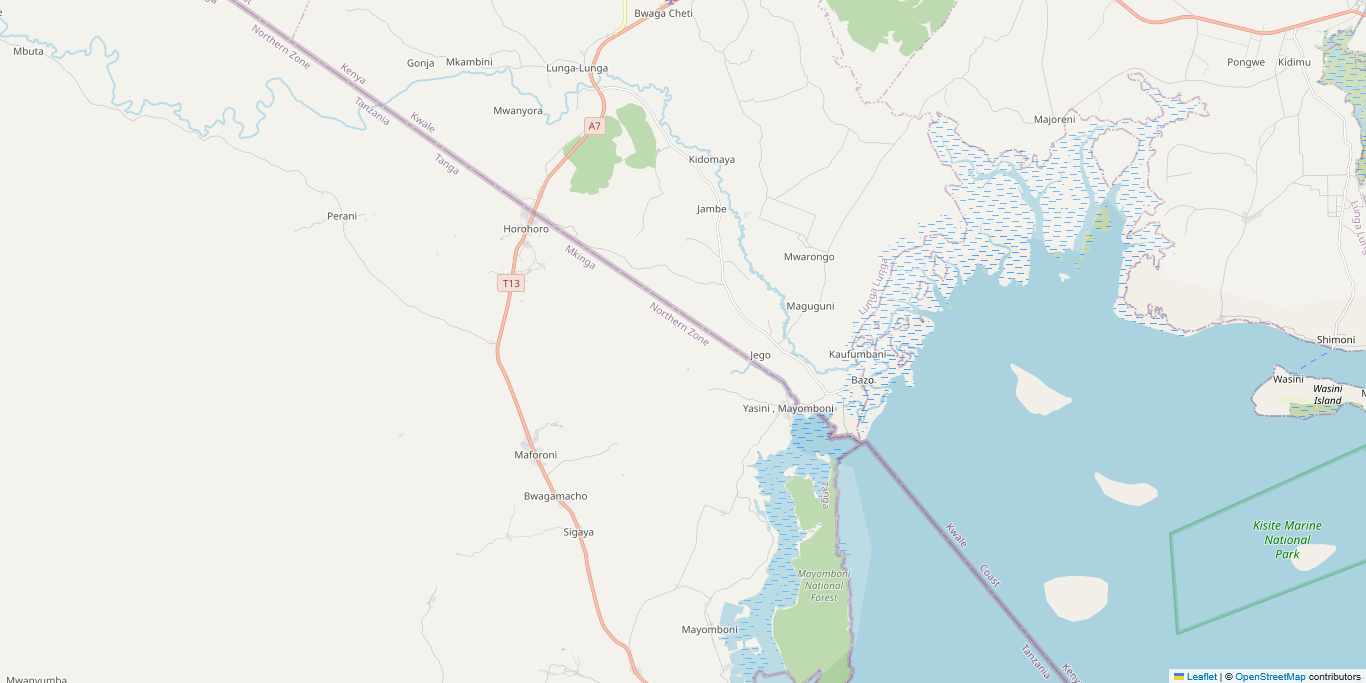 Bwaga Cheti
Northern Zone
Mbuta
Kenya
Gonja
Mkambini
Lunga-Lunga
Pongwe
Kidimu
Tanzania
Kwale
Mwanyora
A7
Majoreni
Tanga
Kidomaya
Perani
Jambe
Horohoro
Mkinga
Mwarongo
T13
Lunga Lunga
Northern Zone
Maguguni
Shimoni
Jego
Kaufumbani
Bazo
Wasini
Wasini
Island
Yasini , Mayomboni
Maforoni
Tanga
Bwagamacho
Sigaya
Kwale
Coast
Kisite Marine
National
Park
Mayomboni
National
Forest
Mayomboni
Tanzania
Mwanyumba
Leaflet | © OpenStreetMap contributors